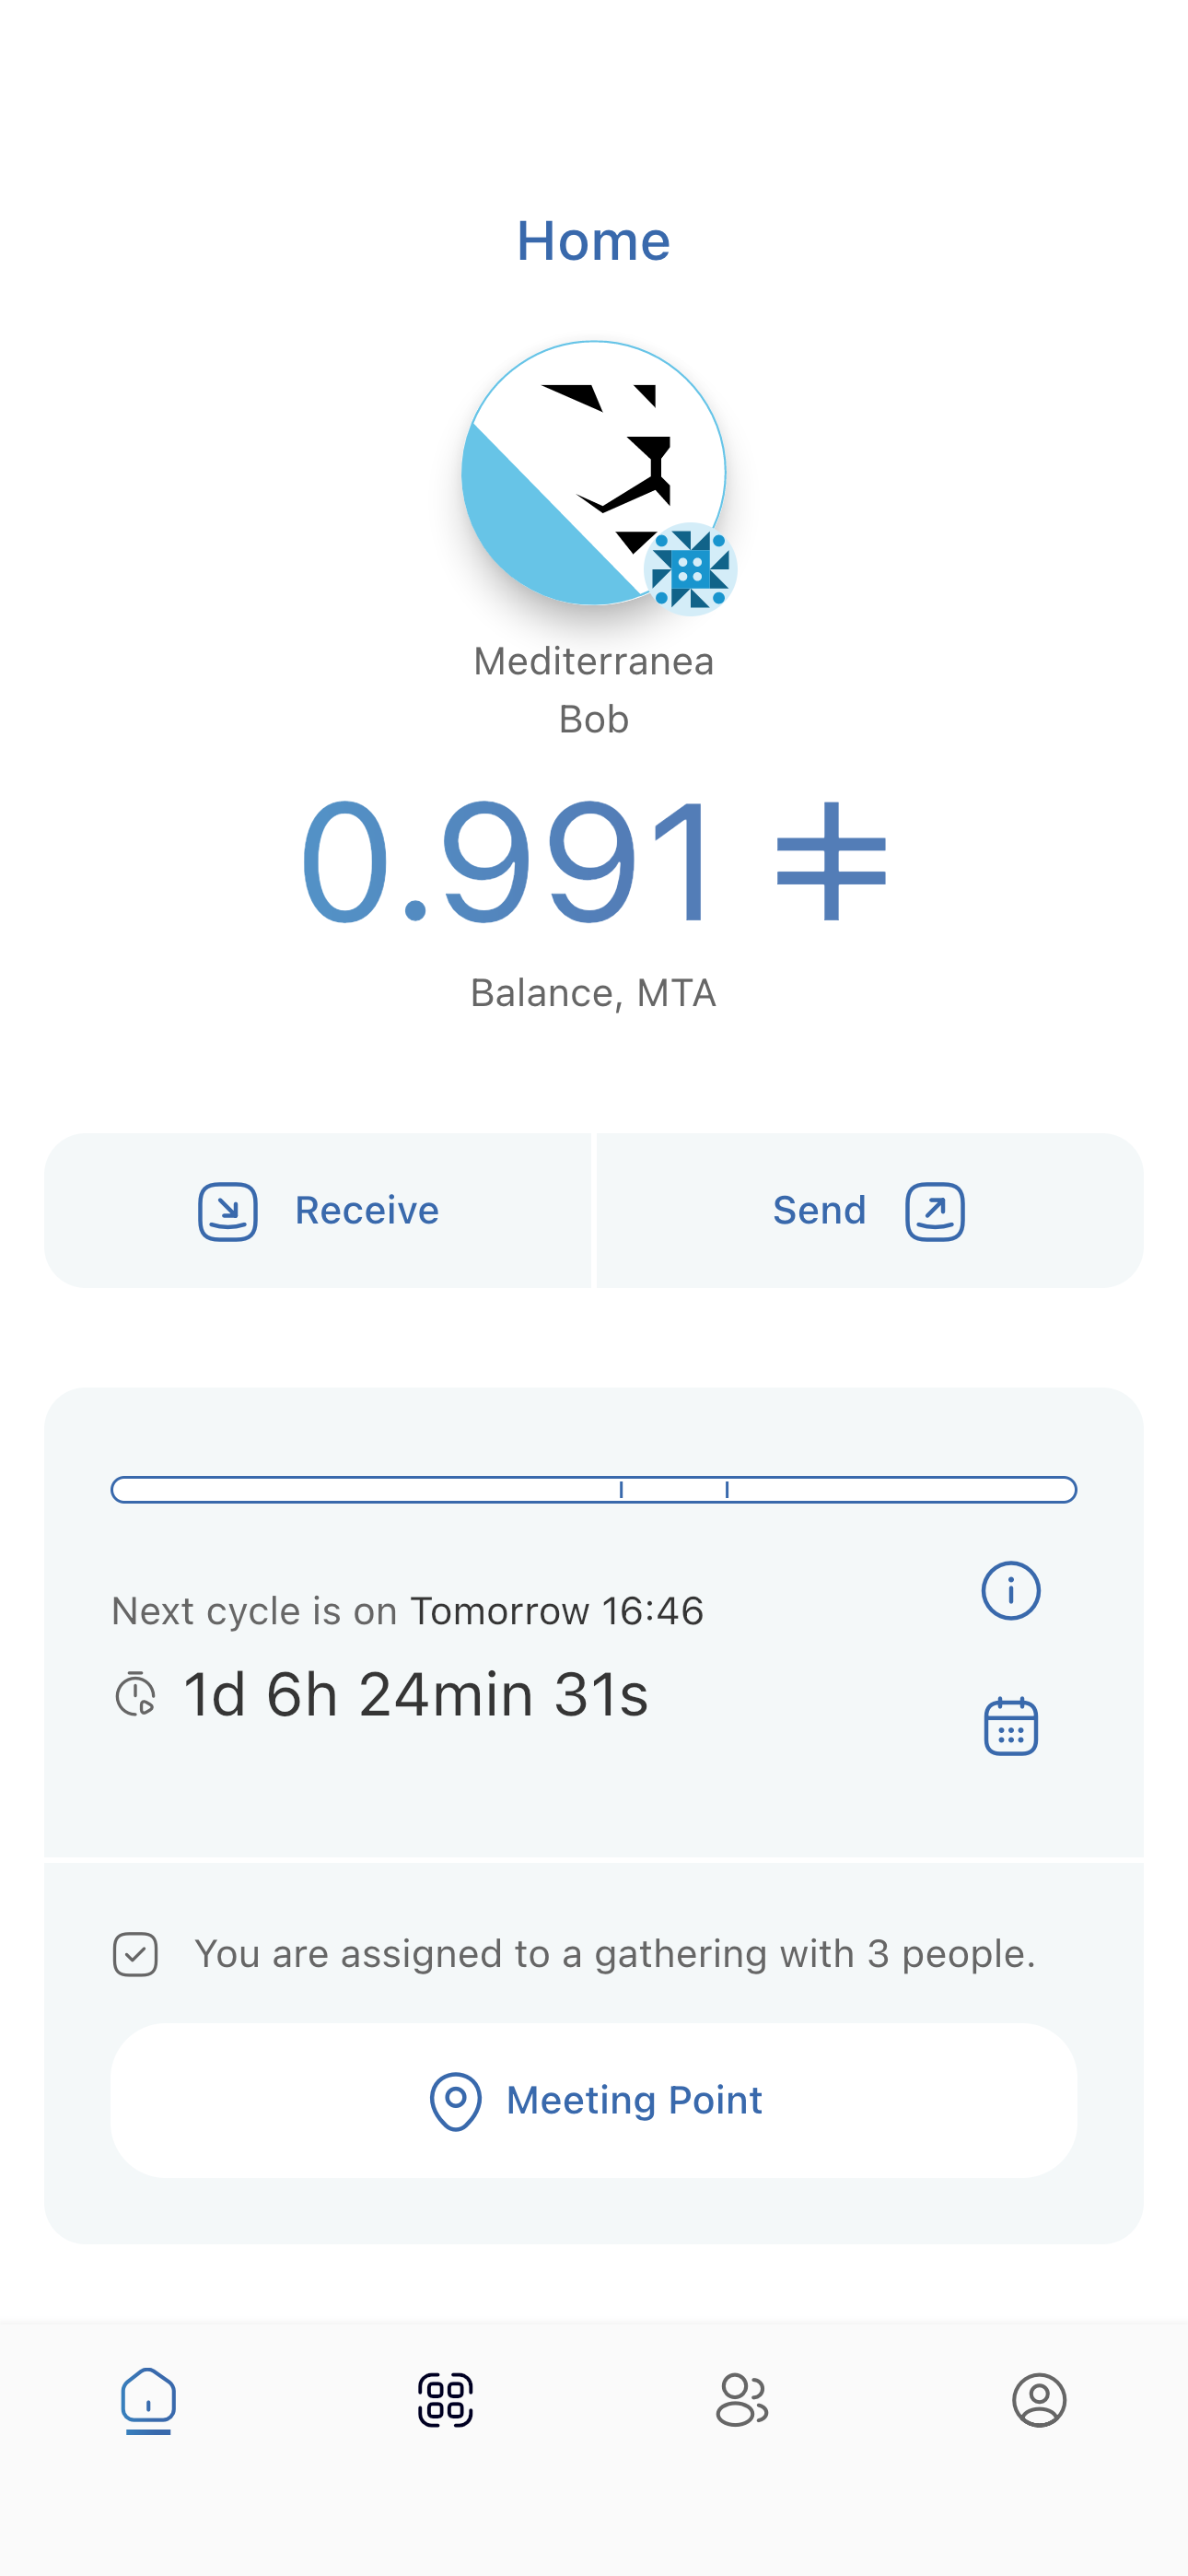 Home
Mediterranea
Bob
0.991 ␩
Balance, MTA
Receive
Send
Next cycle is on Tomorrow 16:46
1d 6h 24min 31s
You are assigned to a gathering with 3 people.
Meeting Point